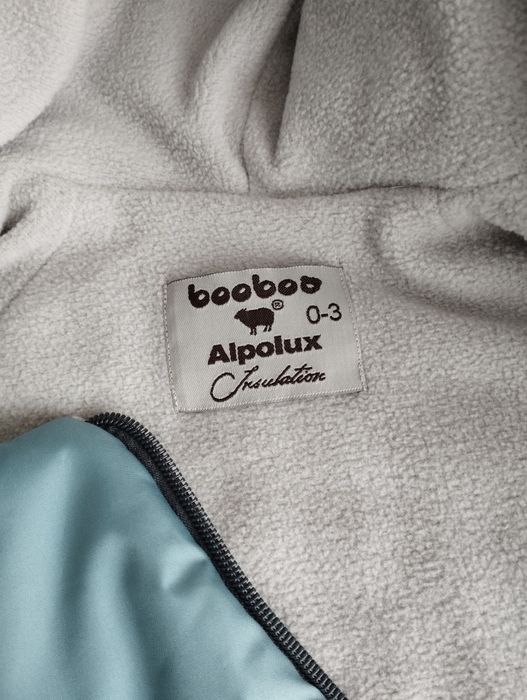 booboo
® 0-3
Alpolux
Insulation